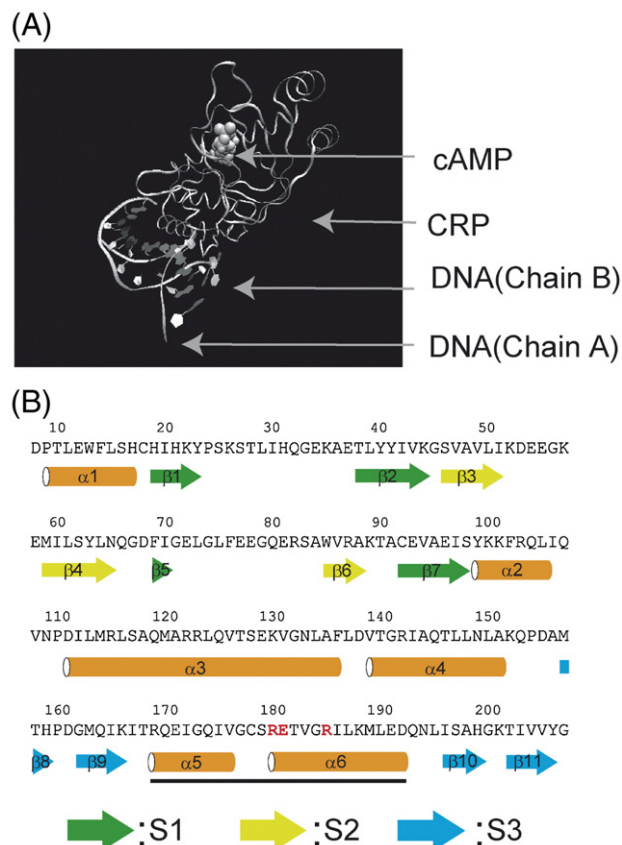 (A)
cAMP
CRP
DNA(Chain B)
DNA(Chain A)
(B)
10 20 30 40 50
DPTLEWFLSHCHIHKYPSKSTLIHQGEKAETLYYIVKGSVAVLIKDEEGK
α1 β1 β2 β3
60 70 80 90 100
EMILSYLNQGDFIGELGLFEEGQERSAWVRAKTACEVAEISYKKFRQLIQ
β4 β5 β6 β7 α2
110 120 130 140 150
VNPDILMRLSAQMARRLQVTSEKVGNLAFLDVTGRIAQTLLNLAKQPDAM
α3 α4
160 170 180 190 200
THPDGMQIKITRQEIGQIVGCSRETVGRILKMLEDQNLISAHGKTIVVYG
β8 β9 α5 α6 β10 β11
:S1 :S2 :S3